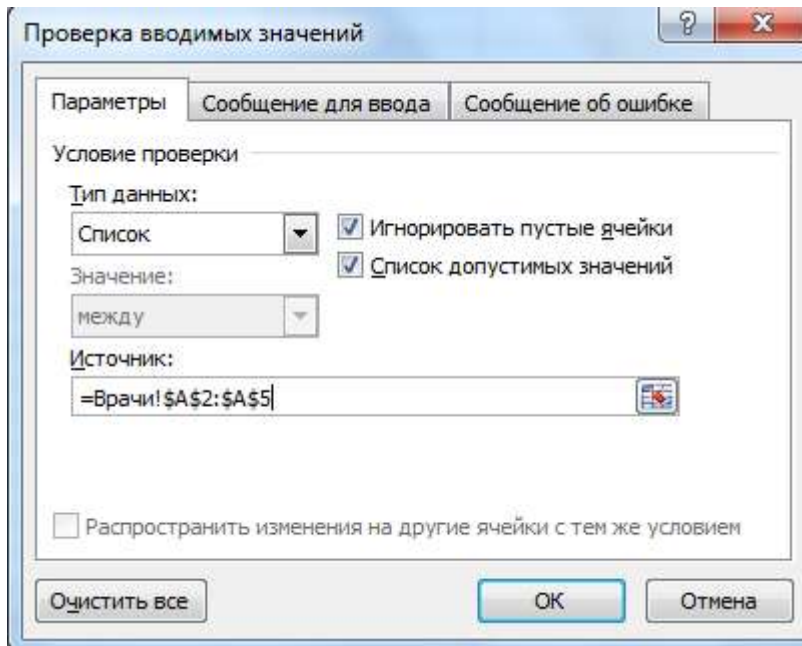 Проверка вводимых значений
Параметры Сообщение для ввода Сообщение об ошибке
Условие проверки
Тип данных:
Список
Игнорировать пустые ячейки
Список допустимых значений
Значение:
между
Источник:
=Врачи!$A$2:$A$5
Распространить изменения на другие ячейки с тем же условием
Очистить все ОК Отмена